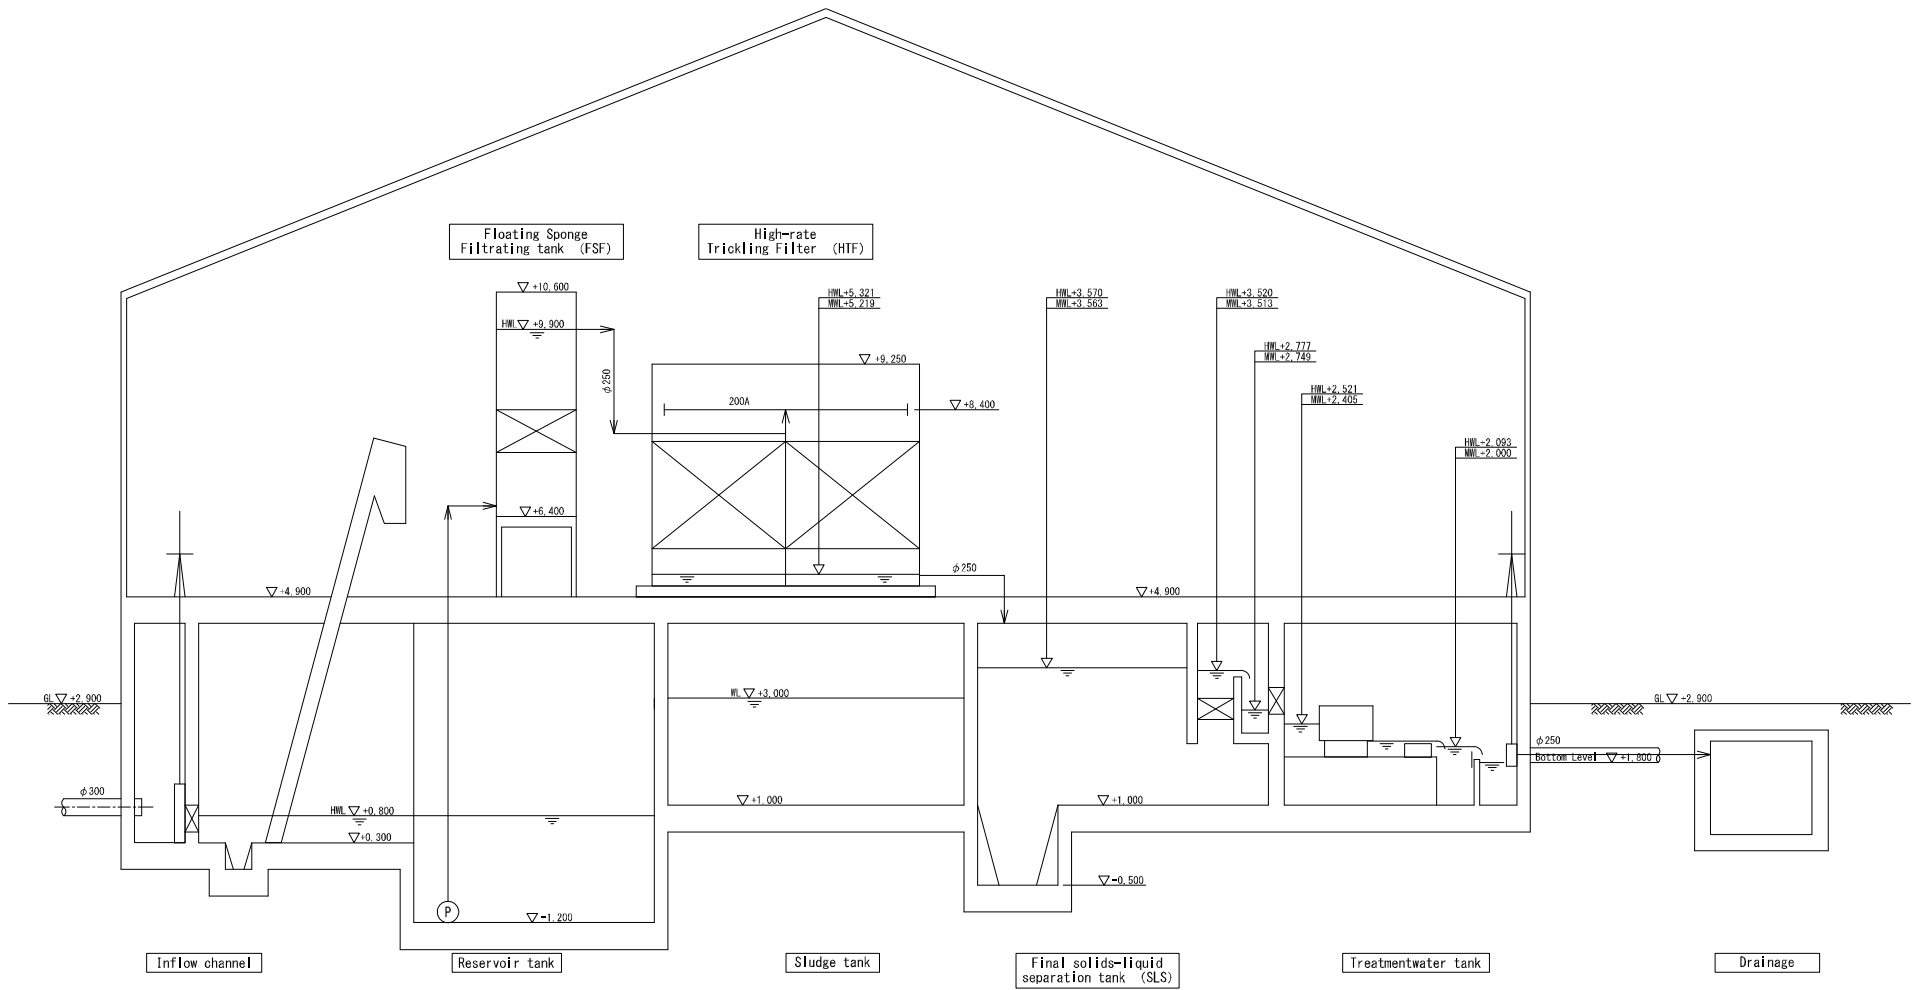 Floating Sponge
Filtrating tank (FSF)
High-rate
Trickling Filter (HTF)
+10,600
HWL +9,900
HWL+5,321
MWL+5,219
HWL+3,570
MWL+3,563
HWL+3,520
MWL+3,513
HWL+2,777
MWL+2,749
+9,250
φ250
200A
+8,400
HWL+2,521
MWL+2,405
HWL+2,093
MWL+2,000
+6,400
φ250
+4,900
+4,900
GL +2,900
WL +3,000
GL +2,900
φ250
Bottom Level +1,800
φ300
HWL +0,800
+1,000
+1,000
+0,300
-0,500
P
-1,200
Inflow channel
Reservoir tank
Sludge tank
Final solids-liquid
separation tank (SLS)
Treatmentwater tank
Drainage